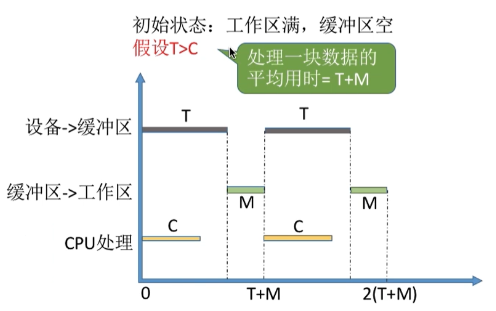 初始状态：工作区满，缓冲区空
假设T>C
处理一块数据的
平均用时= T+M
T
T
设备->缓冲区
缓冲区->工作区
M
M
C
C
CPU处理
0
T+M
2(T+M)